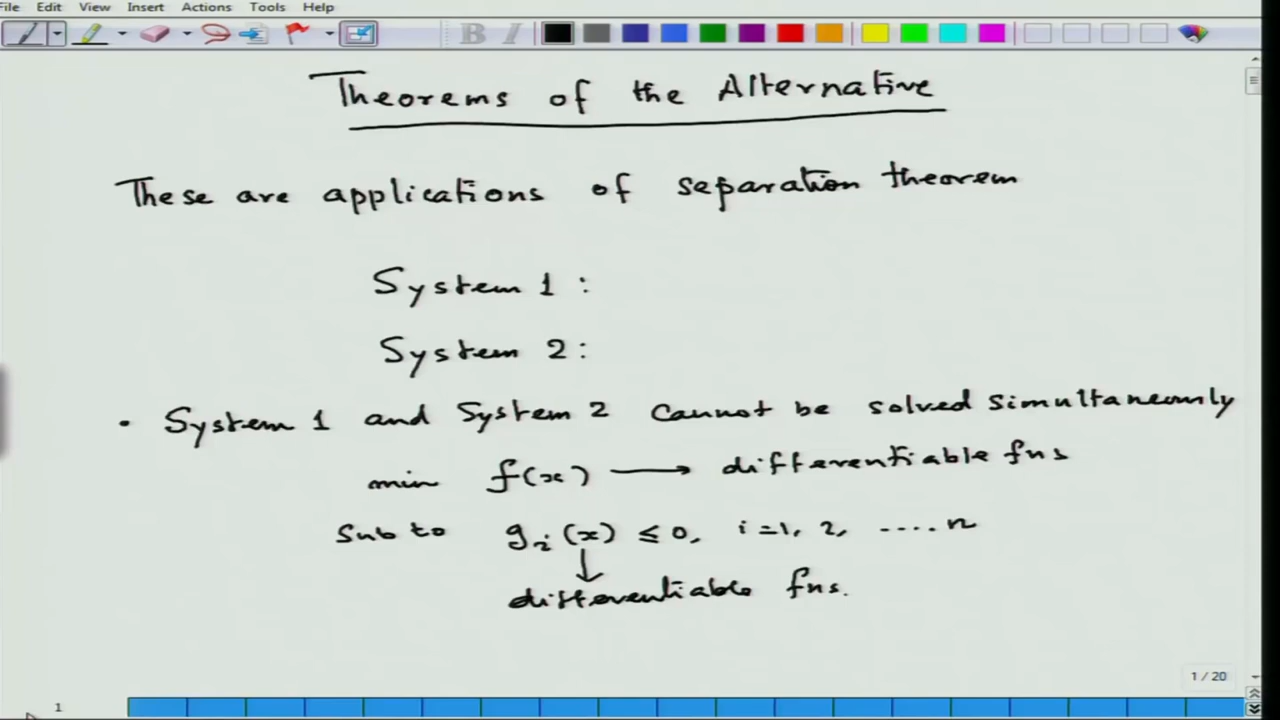 File Edit View Insert Actions Tools Help
B I
Theorems of the Alternative
These are applications of separation theorem
System 1 :
System 2 :
• System 1 and System 2 cannot be solved simultaneously
min f(x) ⟶ differentiable fns
Sub to g_i(x) ≤ 0, i = 1, 2, .... n
↓
differentiable fns.
1 / 20
1